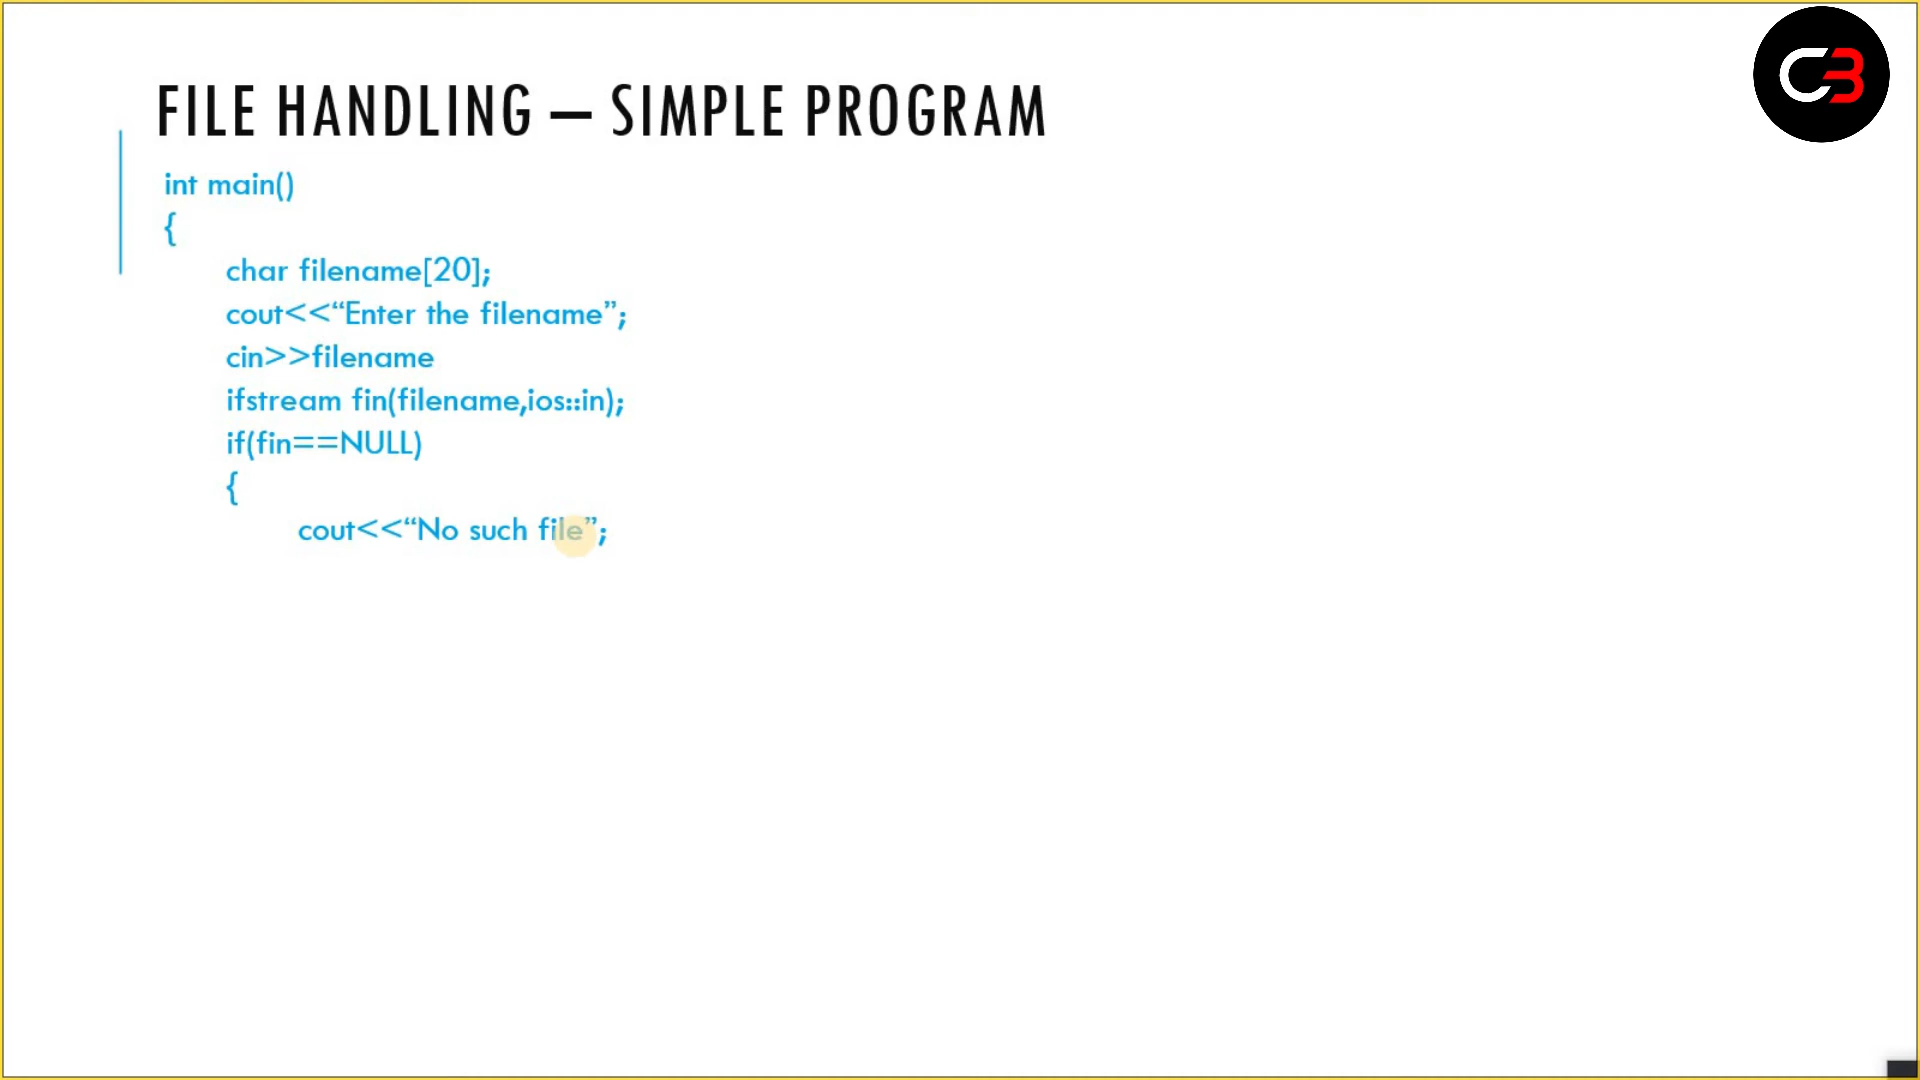 FILE HANDLING – SIMPLE PROGRAM
int main()
{
char filename[20];
cout<<“Enter the filename”;
cin>>filename
ifstream fin(filename,ios::in);
if(fin==NULL)
{
cout<<“No such file”;
CB